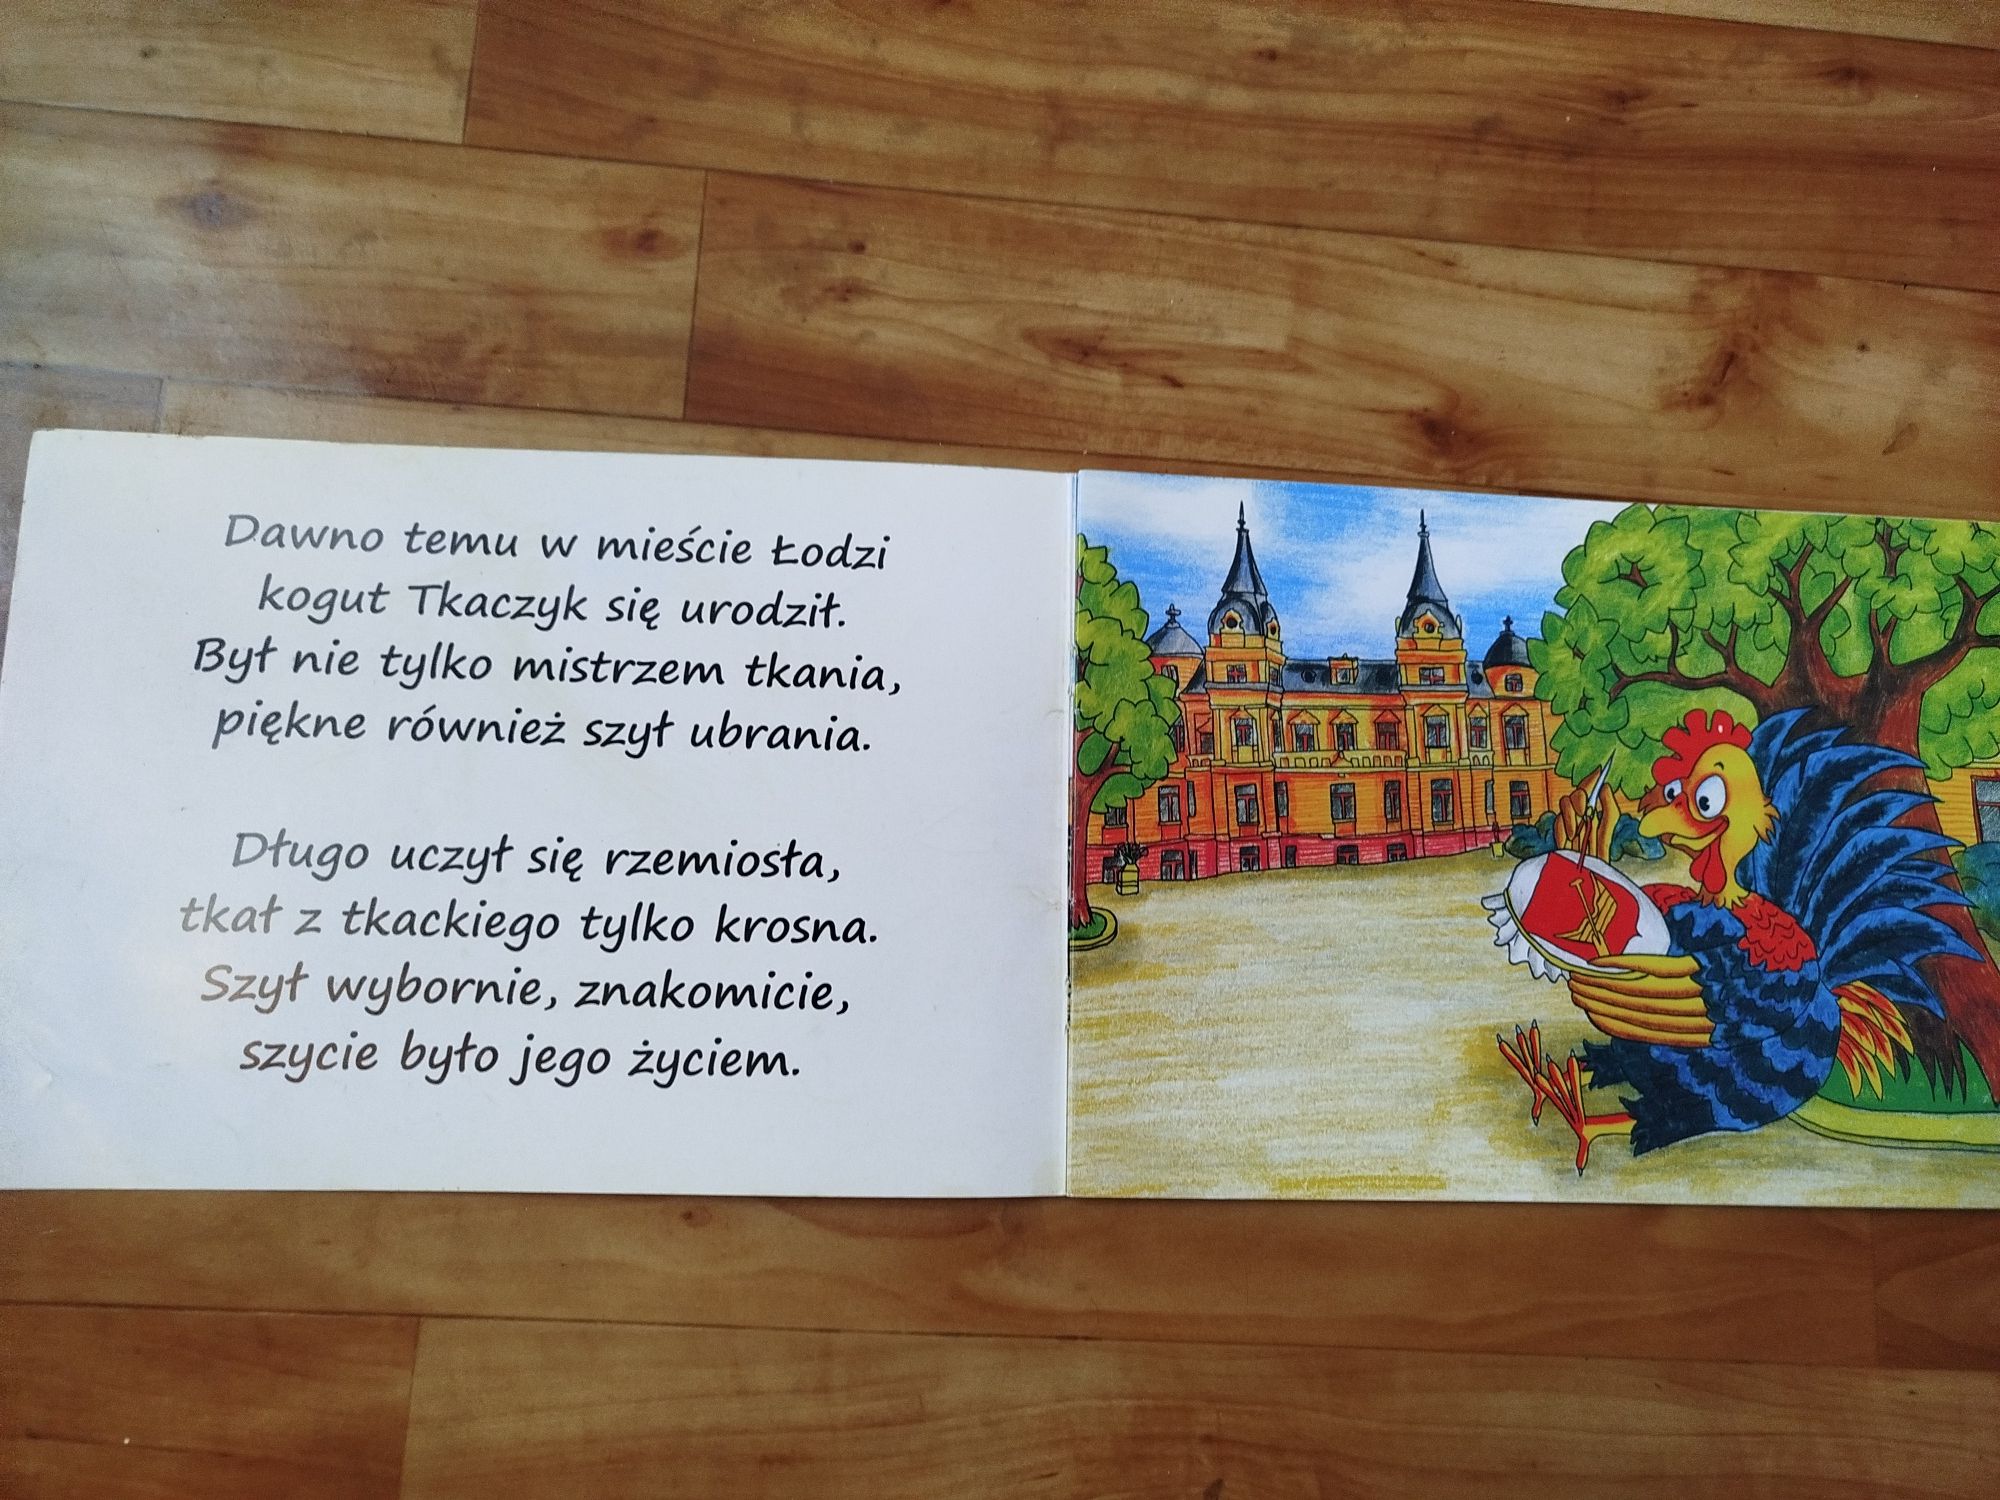 Dawno temu w mieście Łodzi
kogut Tkaczyk się urodził.
Był nie tylko mistrzem tkania,
piękne również szył ubrania.
Długo uczył się rzemiosła,
tkał z tkackiego tylko krosna.
Szył wybornie, znakomicie,
szycie było jego życiem.